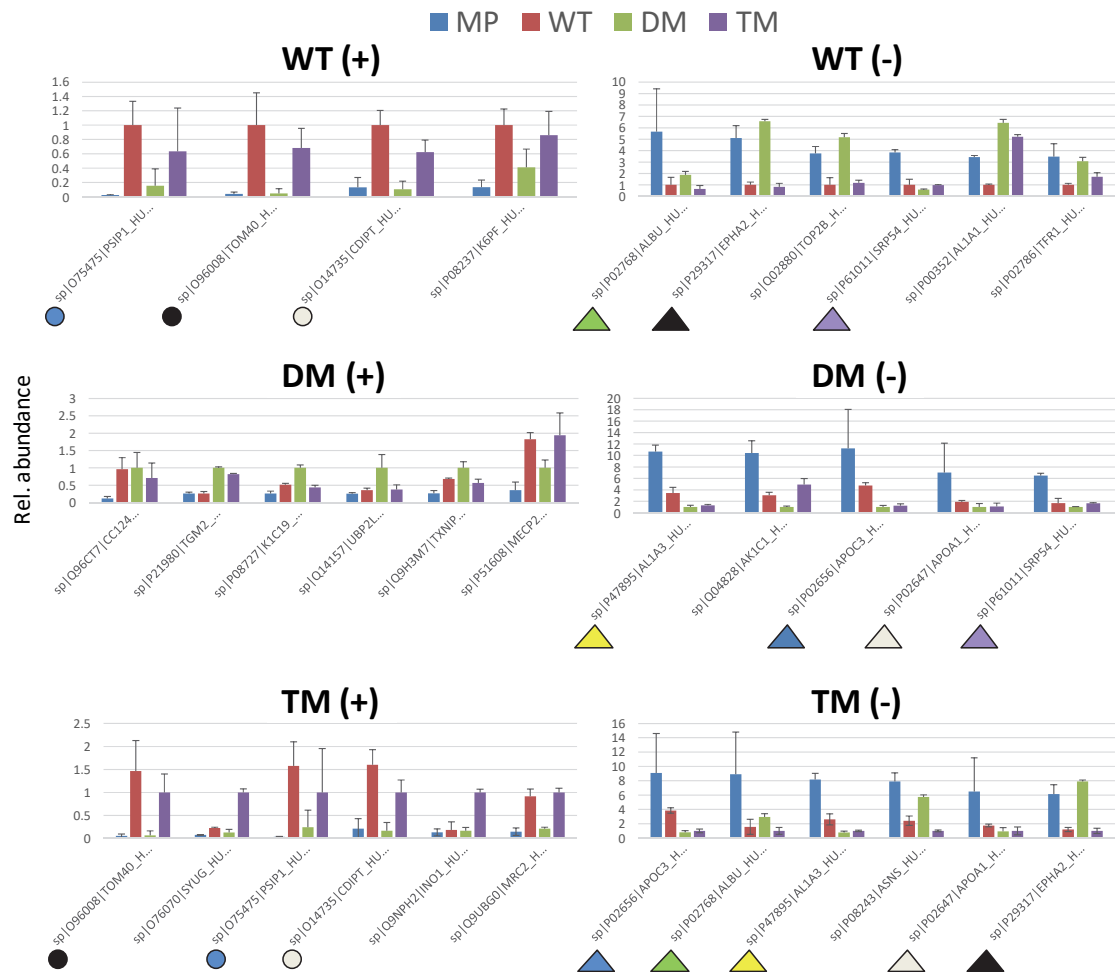 MP WT DM TM
WT (+)
1.6
1.4
1.2
1
0.8
0.6
0.4
0.2
0
sp|O75475|PSIP1_HU...
sp|O96008|TOM40_H...
sp|O14735|CDIPT_HU...
sp|P08237|K6PF_HU...
WT (-)
10
9
8
7
6
5
4
3
2
1
0
sp|P02768|ALBU_HU...
sp|P29317|EPHA2_H...
sp|Q02880|TOP2B_H...
sp|P61011|SRP54_HU...
sp|P00352|AL1A1_HU...
sp|P02786|TFR1_HU...
Rel. abundance
DM (+)
3
2.5
2
1.5
1
0.5
0
sp|Q96CT7|CC124...
sp|P21980|TGM2_...
sp|P08727|K1C19_...
sp|Q14157|UBP2L...
sp|Q9H3M7|TXNIP...
sp|P51608|MECP2...
DM (-)
20
18
16
14
12
10
8
6
4
2
0
sp|P47895|AL1A3_HU...
sp|Q04828|AK1C1_H...
sp|P02656|APOC3_H...
sp|P02647|APOA1_H...
sp|P61011|SRP54_HU...
TM (+)
2.5
2
1.5
1
0.5
0
sp|O96008|TOM40_H...
sp|O76070|SYUG_HU...
sp|O75475|PSIP1_HU...
sp|O14735|CDIPT_HU...
sp|Q9NPH2|INO1_HU...
sp|Q9UBG0|MRC2_H...
TM (-)
16
14
12
10
8
6
4
2
0
sp|P02656|APOC3_H...
sp|P02768|ALBU_HU...
sp|P47895|AL1A3_HU...
sp|P08243|ASNS_HU...
sp|P02647|APOA1_H...
sp|P29317|EPHA2_H...